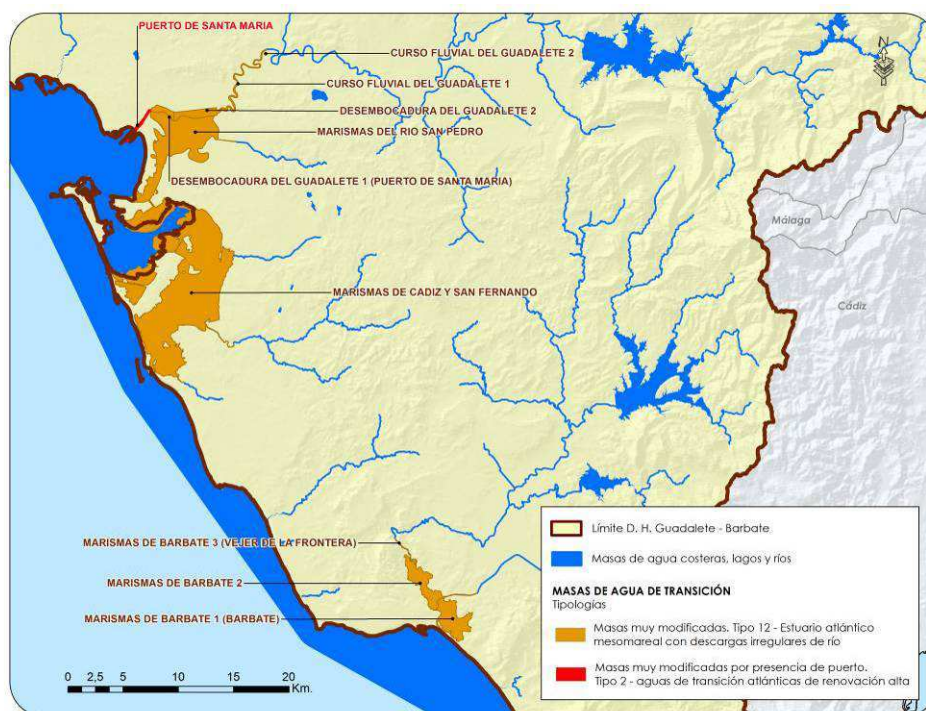 PUERTO DE SANTA MARIA
CURSO FLUVIAL DEL GUADALETE 2
N
CURSO FLUVIAL DEL GUADALETE 1
DESEMBOCADURA DEL GUADALETE 2
MARISMAS DEL RIO SAN PEDRO
DESEMBOCADURA DEL GUADALETE 1 (PUERTO DE SANTA MARIA)
Málaga
MARISMAS DE CADIZ Y SAN FERNANDO
Cádiz
MARISMAS DE BARBATE 3 (VEJER DE LA FRONTERA)
MARISMAS DE BARBATE 2
MARISMAS DE BARBATE 1 (BARBATE)
0 2,5 5 10 15 20
Km.
Límite D. H. Guadalete - Barbate
Masas de agua costeras, lagos y ríos
MASAS DE AGUA DE TRANSICIÓN
Tipologías
Masas muy modificadas. Tipo 12 - Estuario atlántico
mesomareal con descargas irregulares de río
Masas muy modificadas por presencia de puerto.
Tipo 2 - aguas de transición atlánticas de renovación alta